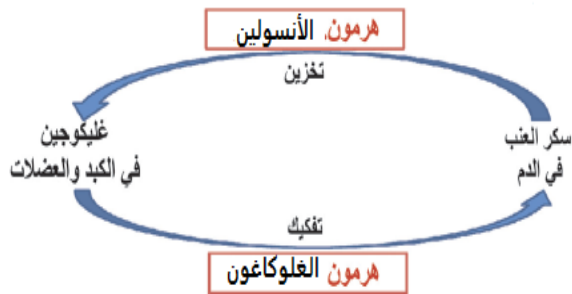 هرمون، الأنسولين
تخزين
سكر العنب
في الدم
غليكوجين
في الكبد والعضلات
تفكيك
هرمون الغلوكاغون